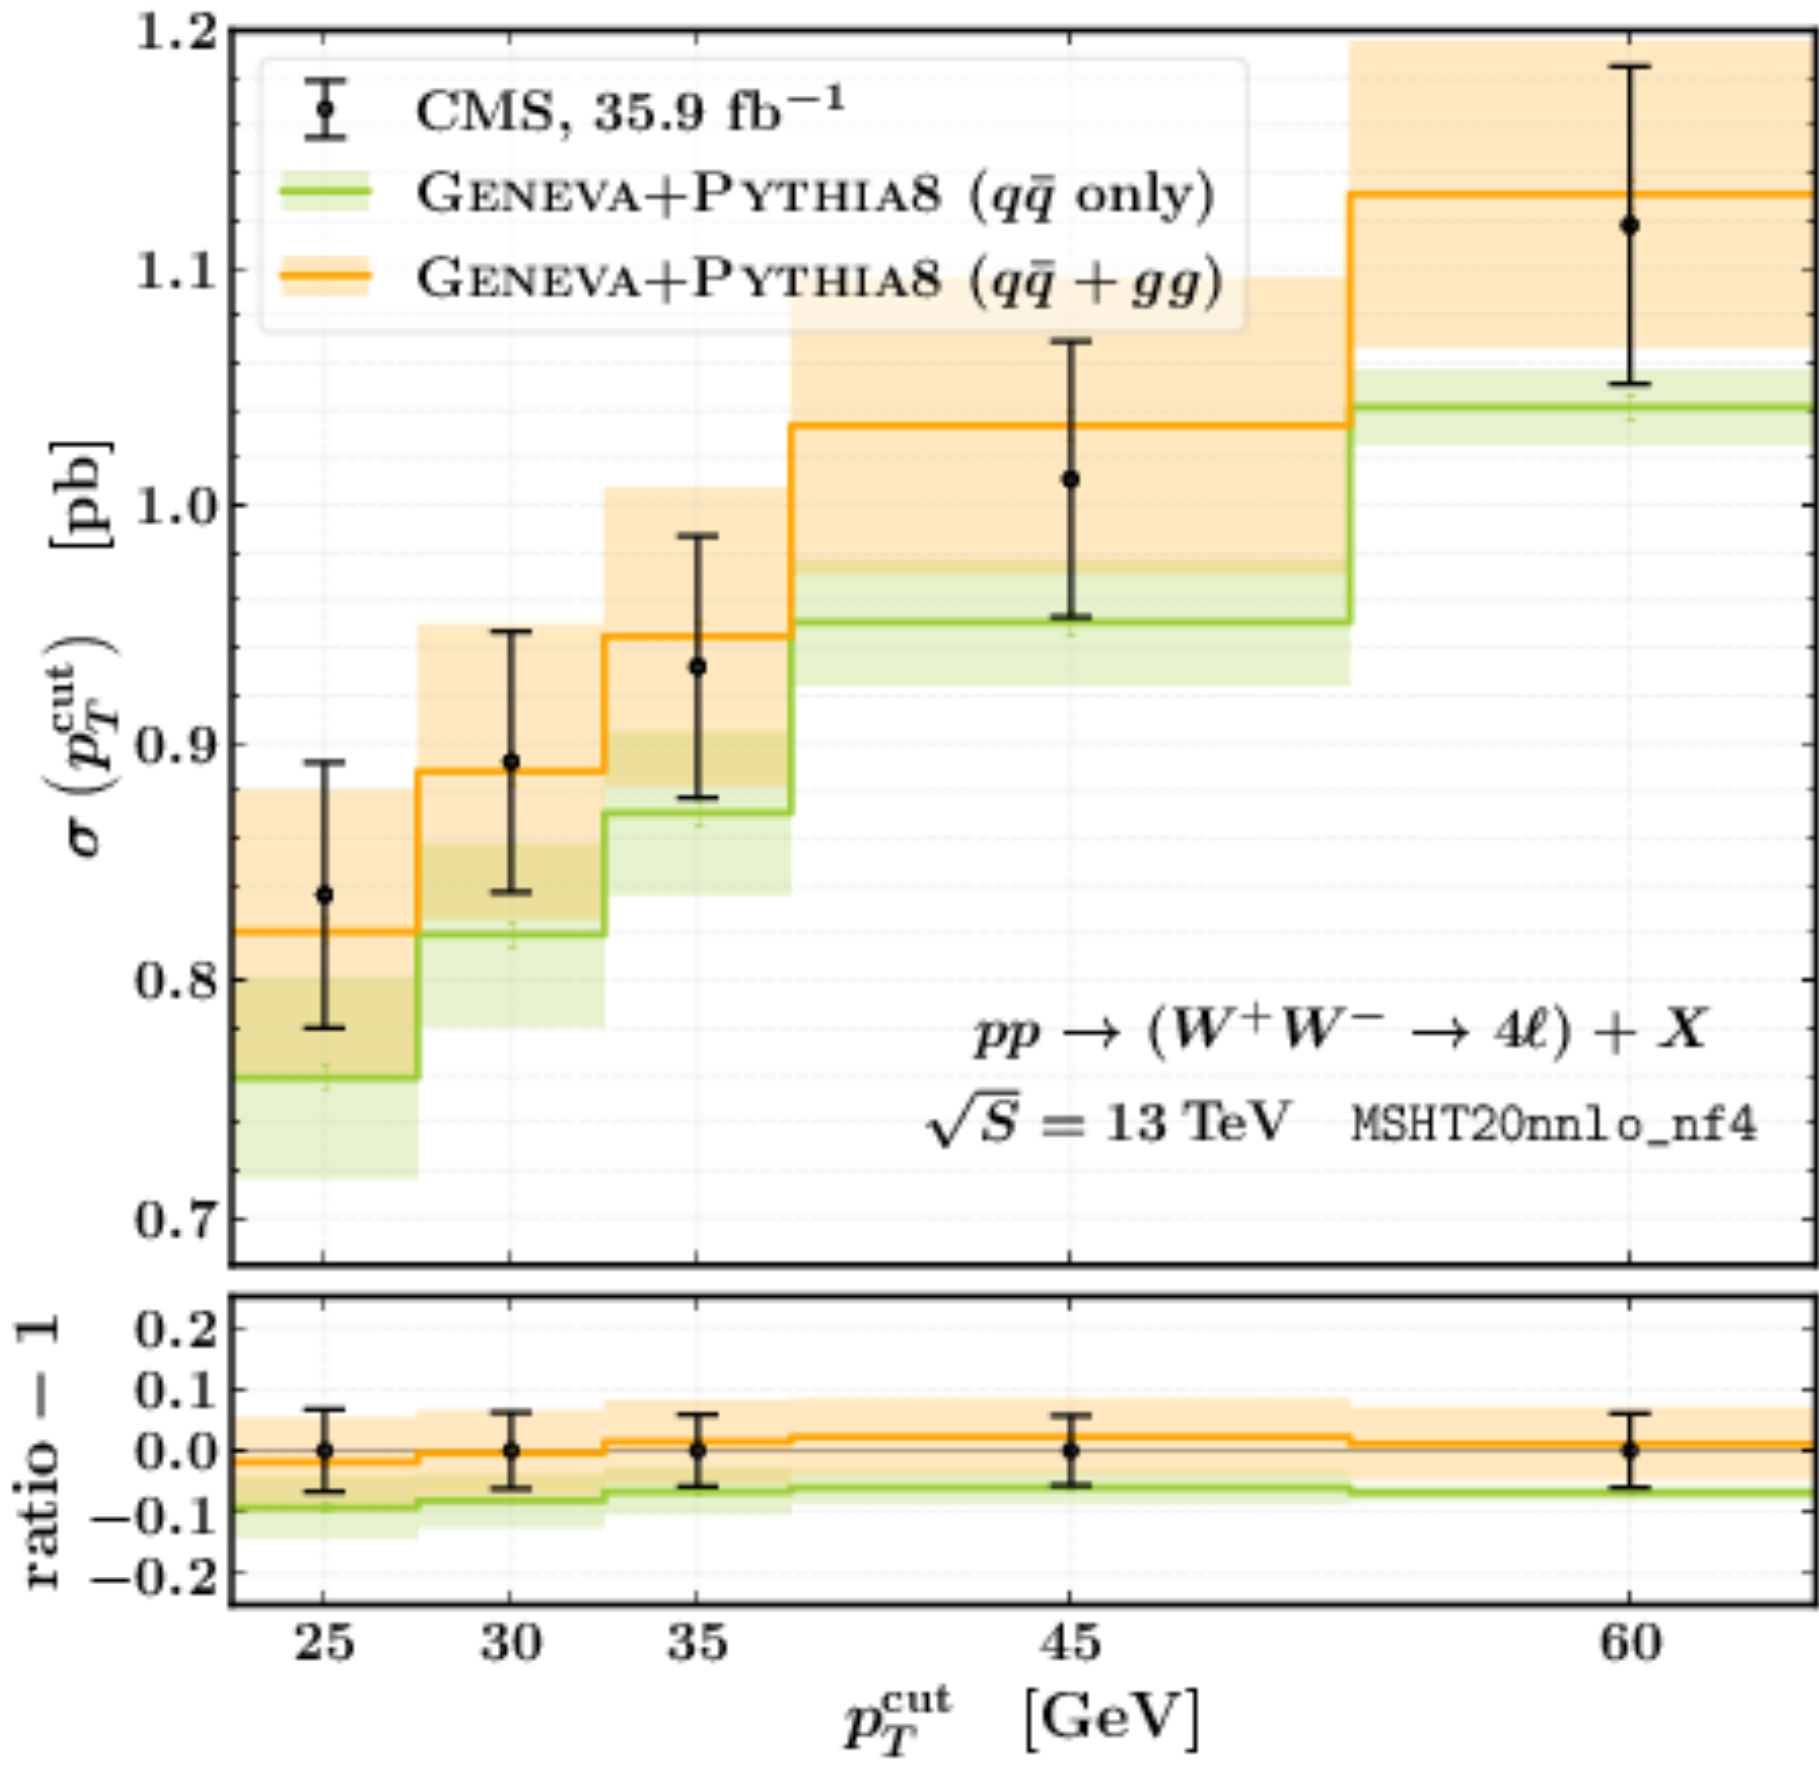 1.2
CMS, 35.9 fb⁻¹
GENEVA+PYTHIA8 (qq̄ only)
GENEVA+PYTHIA8 (qq̄ + gg)
1.1
1.0
0.9
0.8
0.7
σ (p_T^cut) [pb]
pp → (W⁺W⁻ → 4ℓ) + X
√S = 13 TeV MSHT20nnlo_nf4
0.2
0.1
0.0
−0.1
−0.2
ratio − 1
25 30 35 45 60
p_T^cut [GeV]